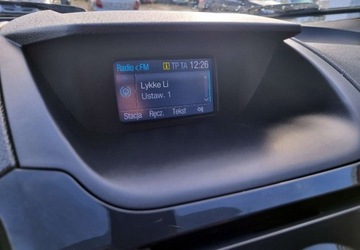 Radio <FM i TP TA 12:26
Lykke Li
Ustaw. 1
Stacja Ręcz. Tekst